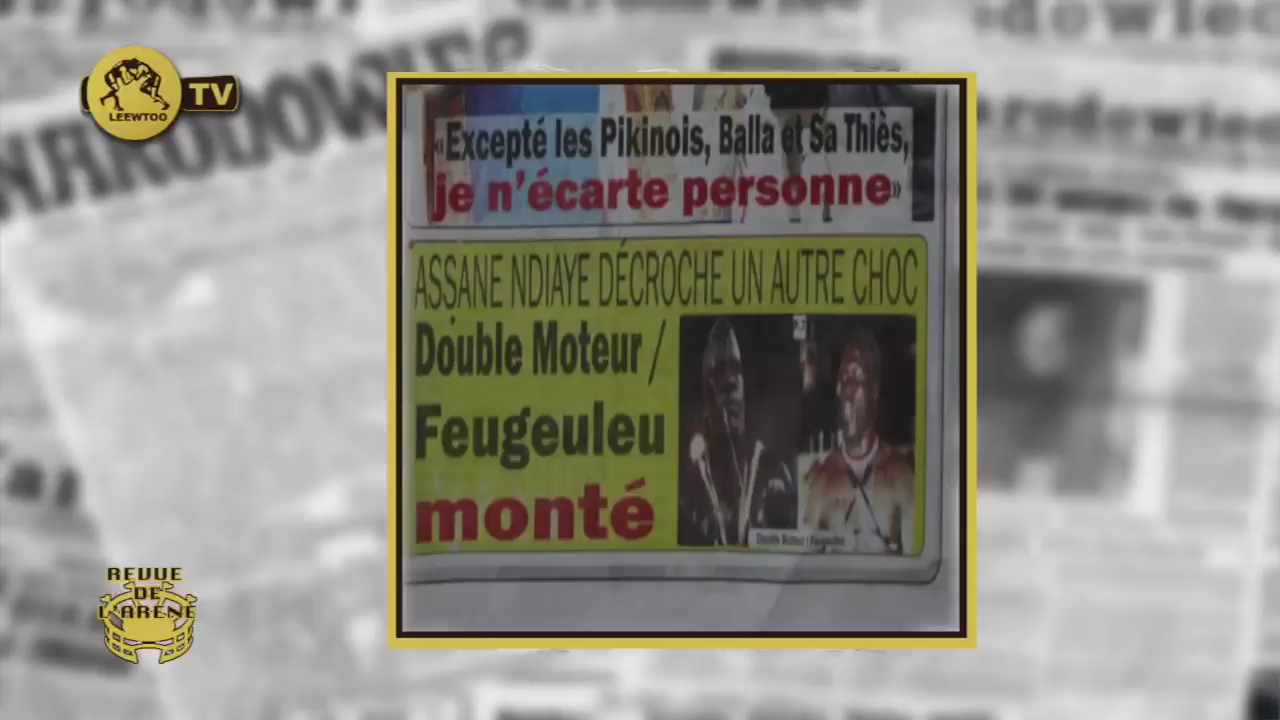 LEEWTOO
TV
NARODOWIEC
«Excepté les Pikinois, Balla et Sa Thiès,
je n'écarte personne»
ASSANE NDIAYE DÉCROCHE UN AUTRE CHOC
Double Moteur /
Feugeuleu
monté
Double Moteur / Feugeuleu
REVUE
DE
L'ARÈNE